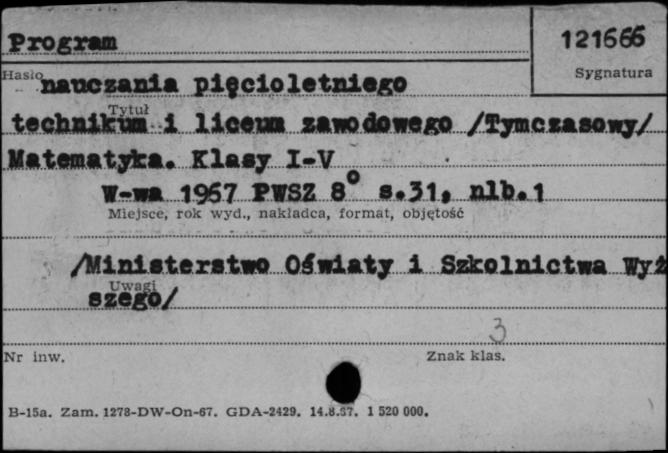 Program
121666
Hasło
Sygnatura
nauczania pięcioletniego
Tytuł
technikum i liceum zawodowego /Tymczasowy/
Matematyka. Klasy I-V
W-wa 1967 PWSZ 8° s.31, nlb.1
Miejsce, rok wyd., nakładca, format, objętość
/Ministerstwo Oświaty i Szkolnictwa Wyż
Uwagi
szego/
3
Nr inw.
Znak klas.
B-15a. Zam. 1278-DW-On-67. GDA-2429. 14.8.67. 1 520 000.